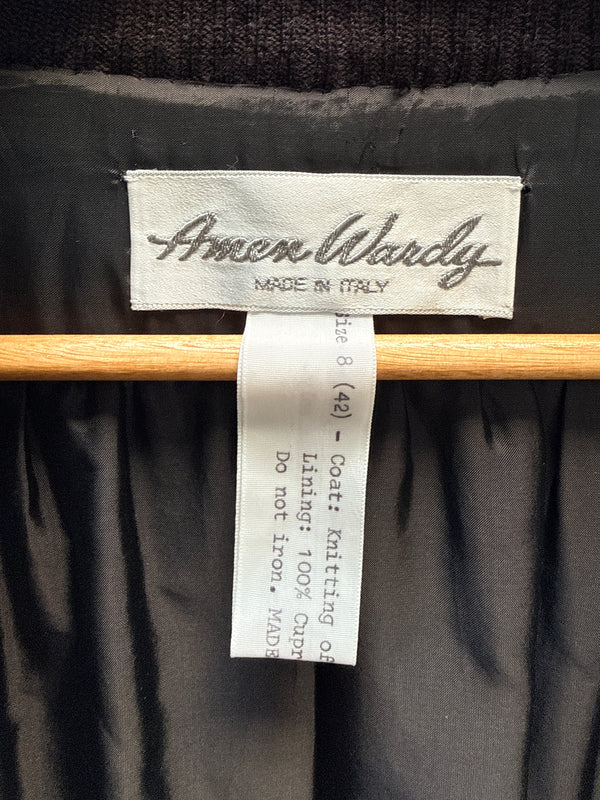 Amen Wardy
MADE IN ITALY
Size 8 (42) - Coat: Knitting of
Lining: 100% Cupr
Do not iron. MADE